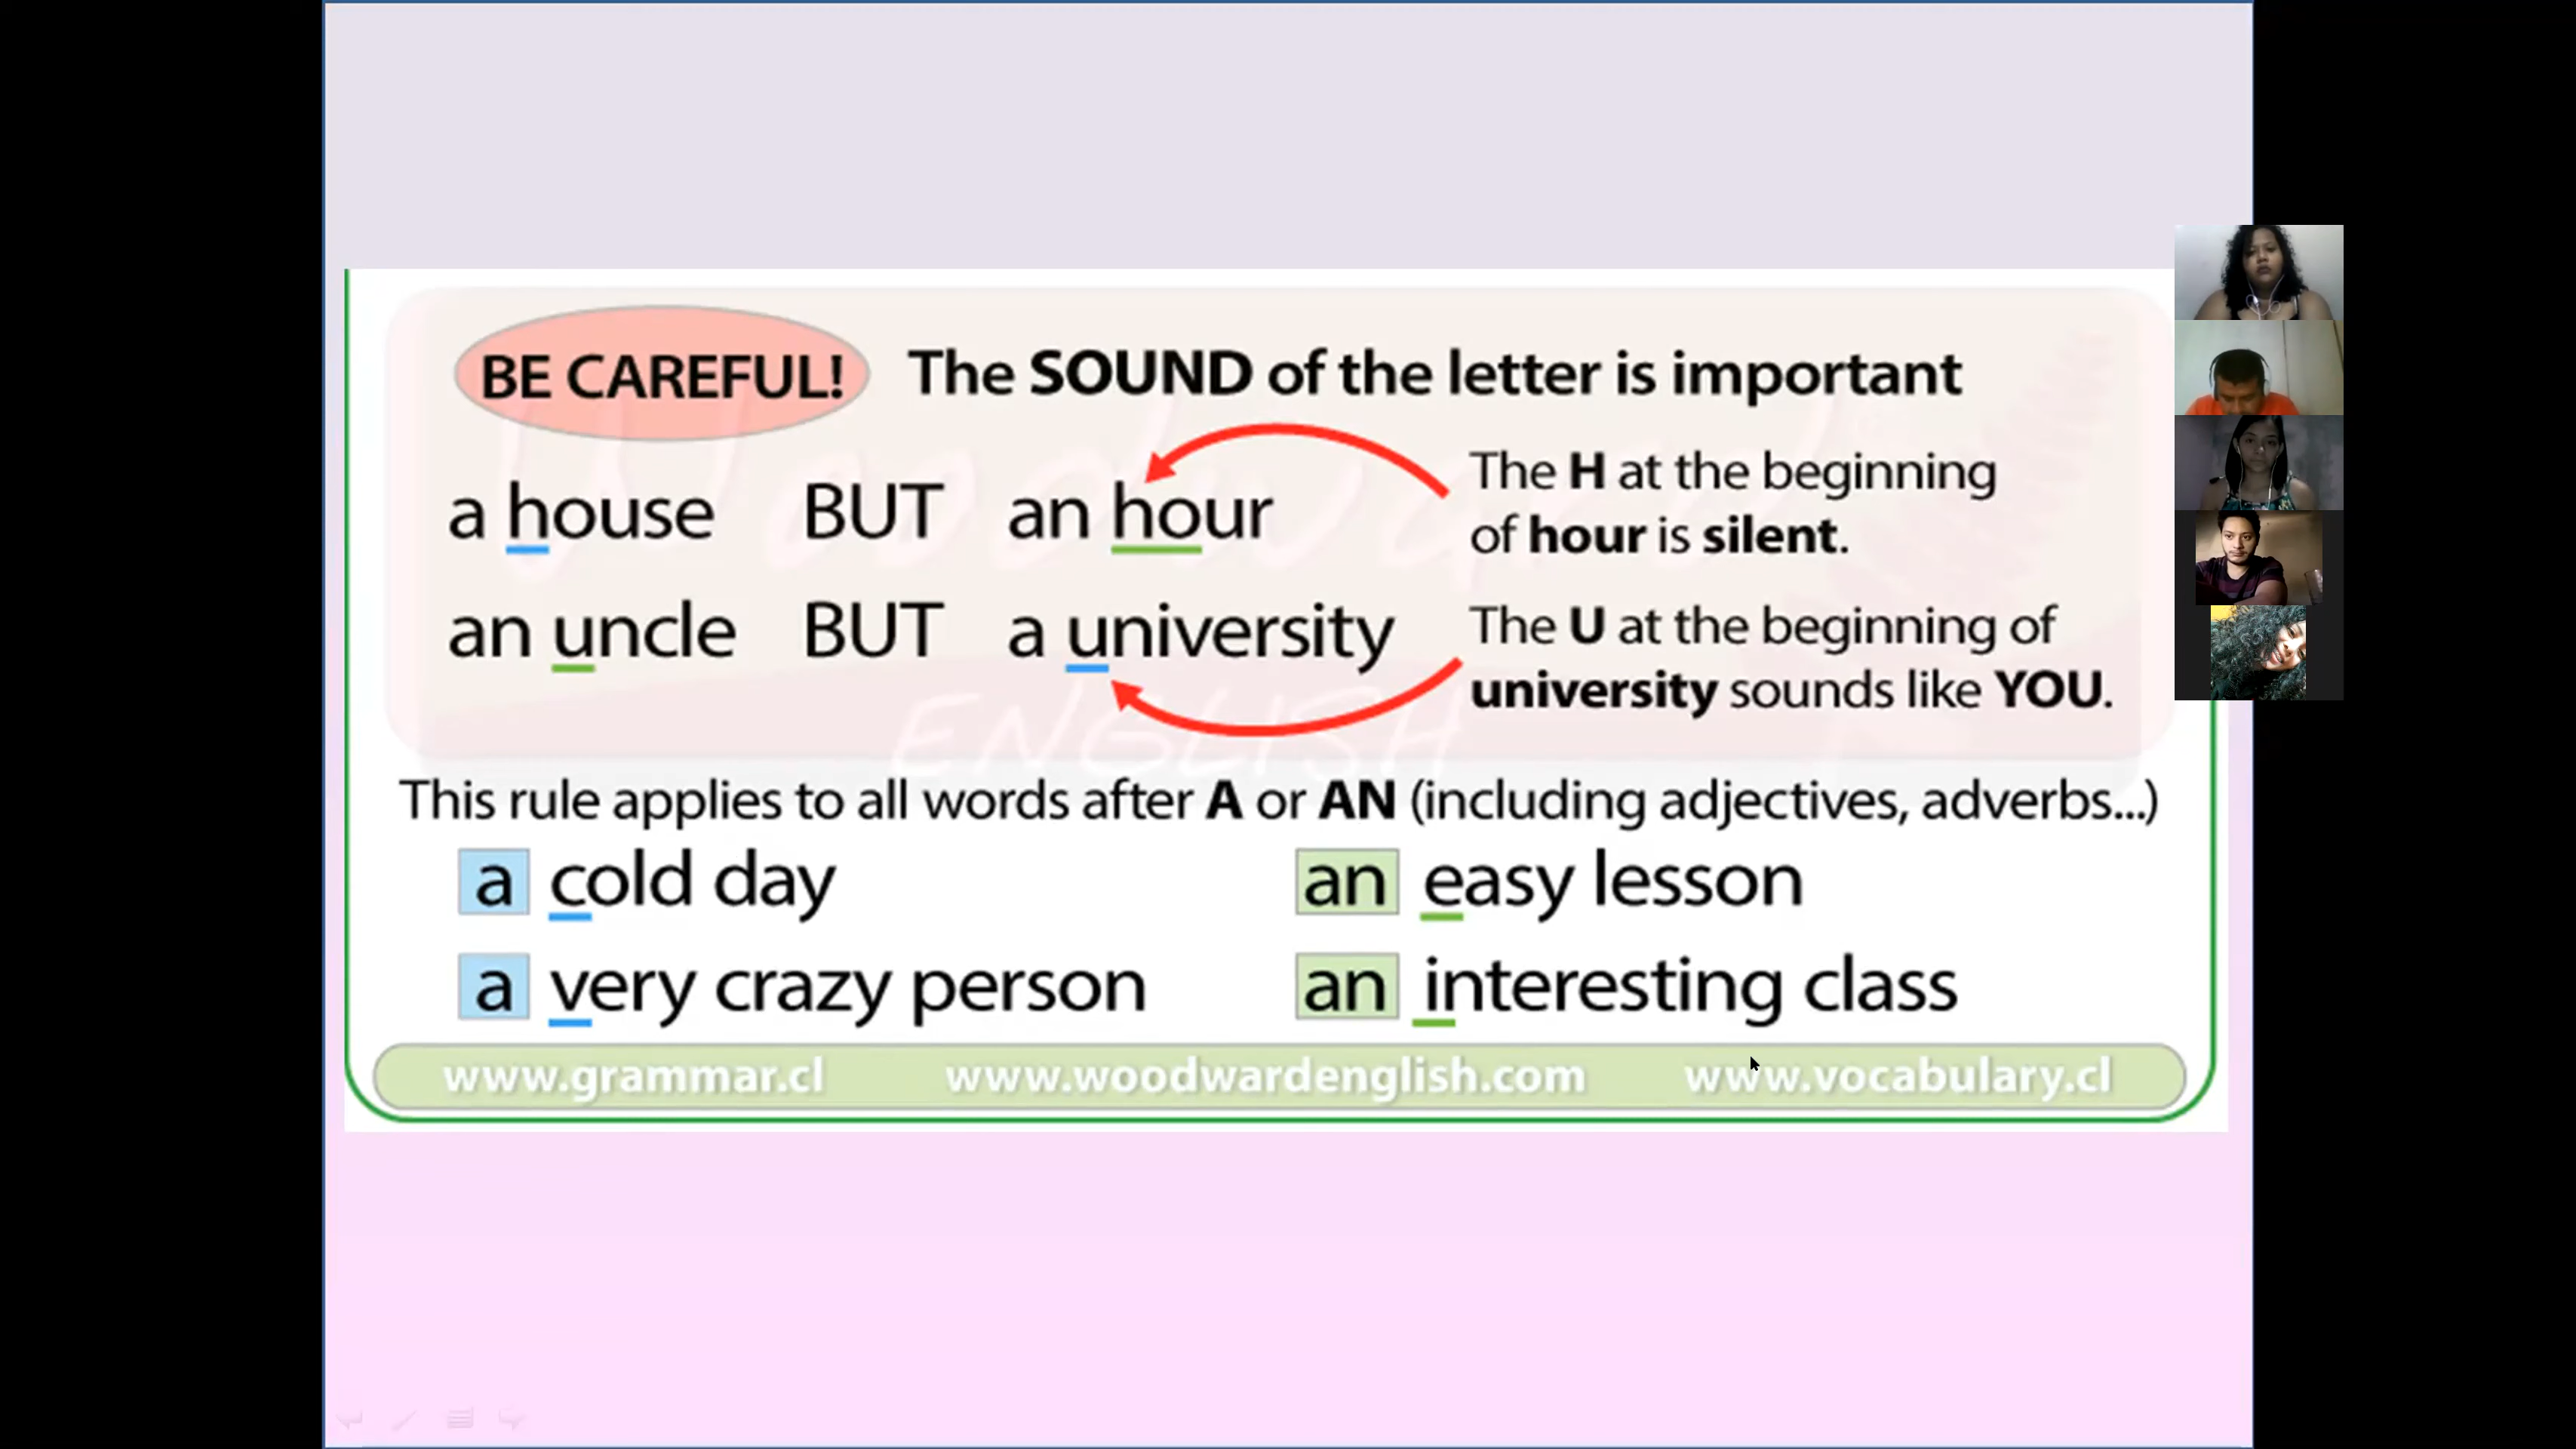 BE CAREFUL! The SOUND of the letter is important
a house BUT an hour
The H at the beginning
of hour is silent.
an uncle BUT a university
The U at the beginning of
university sounds like YOU.
This rule applies to all words after A or AN (including adjectives, adverbs...)
a cold day an easy lesson
a very crazy person an interesting class
www.grammar.cl www.woodwardenglish.com www.vocabulary.cl
Woodward
ENGLISH